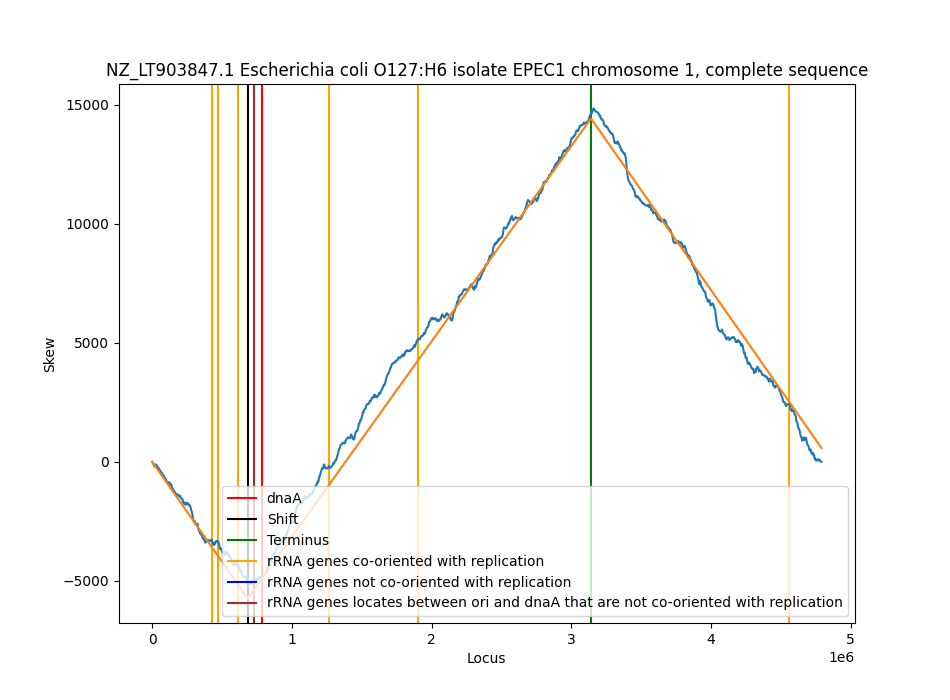 NZ_LT903847.1 Escherichia coli O127:H6 isolate EPEC1 chromosome 1, complete sequence
15000
10000
5000
0
−5000
Skew
dnaA
Shift
Terminus
rRNA genes co-oriented with replication
rRNA genes not co-oriented with replication
rRNA genes locates between ori and dnaA that are not co-oriented with replication
0 1 2 3 4 5
1e6
Locus